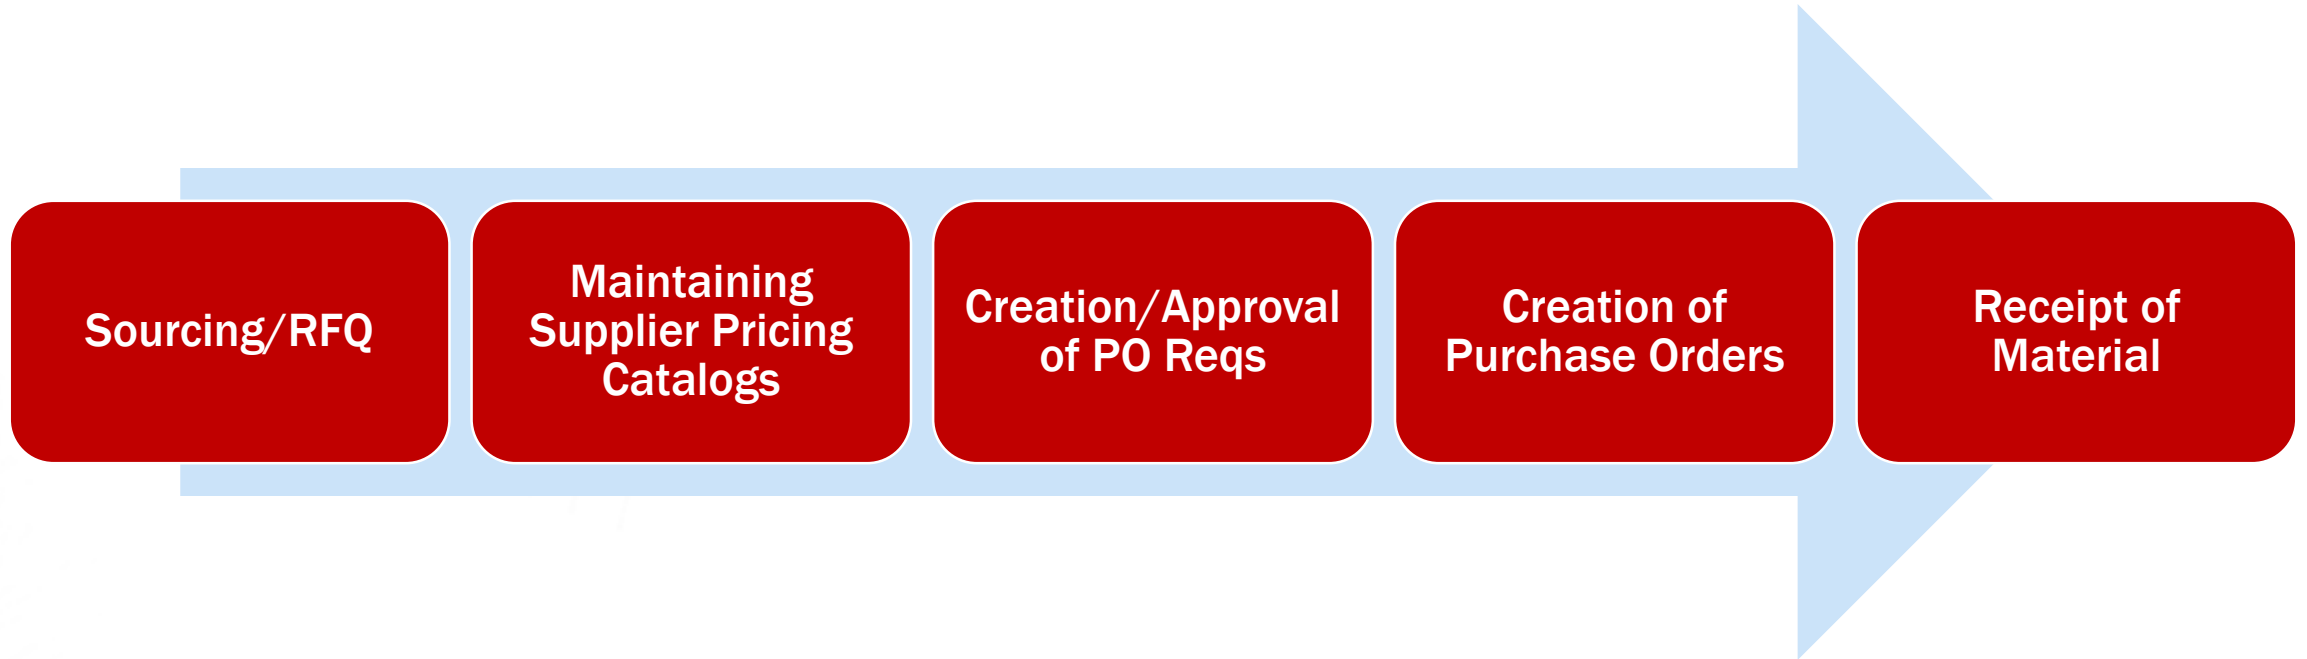 Sourcing/RFQ
Maintaining
Supplier Pricing
Catalogs
Creation/Approval
of PO Reqs
Creation of
Purchase Orders
Receipt of
Material